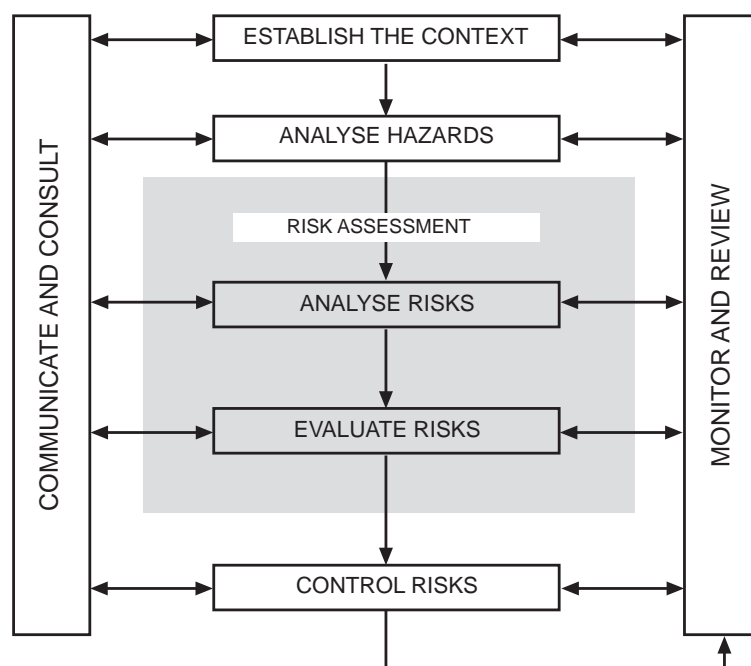 ESTABLISH THE CONTEXT
ANALYSE HAZARDS
RISK ASSESSMENT
ANALYSE RISKS
EVALUATE RISKS
CONTROL RISKS
COMMUNICATE AND CONSULT
MONITOR AND REVIEW